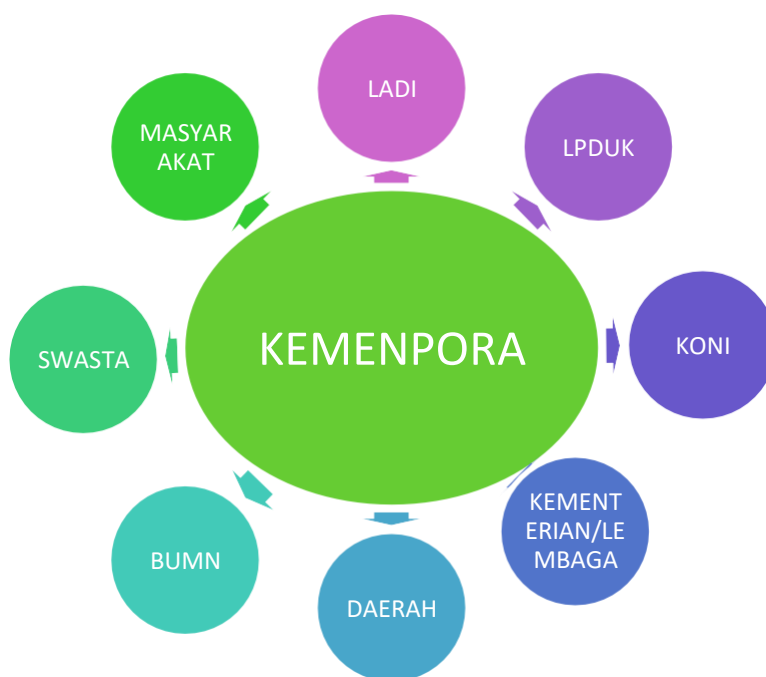 LADI
MASYAR
AKAT
LPDUK
SWASTA
KEMENPORA
KONI
BUMN
KEMENT
ERIAN/LE
MBAGA
DAERAH